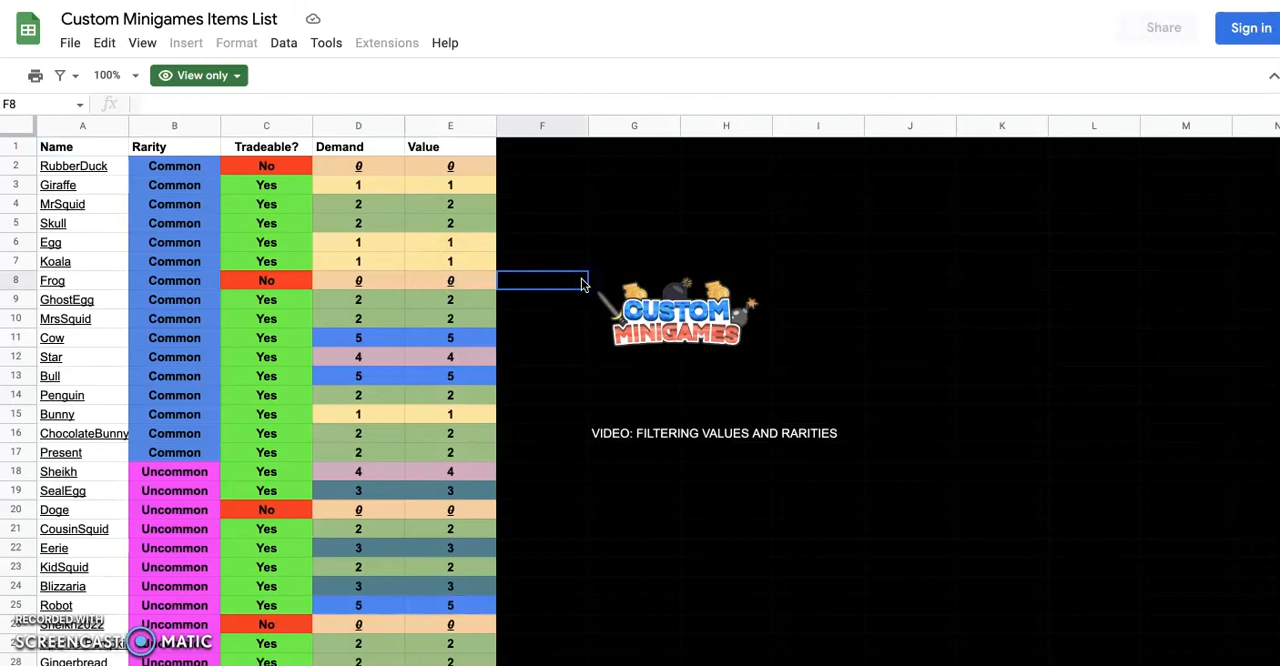 Custom Minigames Items List
File Edit View Insert Format Data Tools Extensions Help
Share
Sign in
100%
View only
F8
fx
A B C D E F G H I J K L M N
1 Name Rarity Tradeable? Demand Value
2 RubberDuck Common No 0 0
3 Giraffe Common Yes 1 1
4 MrSquid Common Yes 2 2
5 Skull Common Yes 2 2
6 Egg Common Yes 1 1
7 Koala Common Yes 1 1
8 Frog Common No 0 0
9 GhostEgg Common Yes 2 2
10 MrsSquid Common Yes 2 2
11 Cow Common Yes 5 5
12 Star Common Yes 4 4
13 Bull Common Yes 5 5
14 Penguin Common Yes 2 2
15 Bunny Common Yes 1 1
16 ChocolateBunny Common Yes 2 2
17 Present Common Yes 2 2
18 Sheikh Uncommon Yes 4 4
19 SealEgg Uncommon Yes 3 3
20 Doge Uncommon No 0 0
21 CousinSquid Uncommon Yes 2 2
22 Eerie Uncommon Yes 3 3
23 KidSquid Uncommon Yes 2 2
24 Blizzaria Uncommon Yes 3 3
25 Robot Uncommon Yes 5 5
Sheikh2022 Uncommon No 0 0
Uncommon Yes 2 2
28 Gingerbread Uncommon Yes 2 2
CUSTOM
MINIGAMES
VIDEO: FILTERING VALUES AND RARITIES
RECORDED WITH
SCREENCAST MATIC